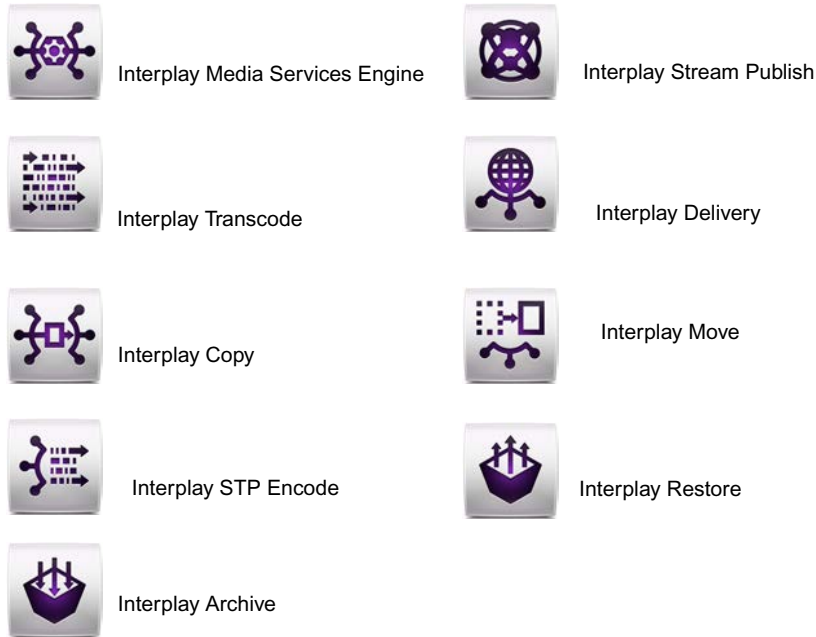 Interplay Media Services Engine
Interplay Stream Publish
Interplay Transcode
Interplay Delivery
Interplay Copy
Interplay Move
Interplay STP Encode
Interplay Restore
Interplay Archive